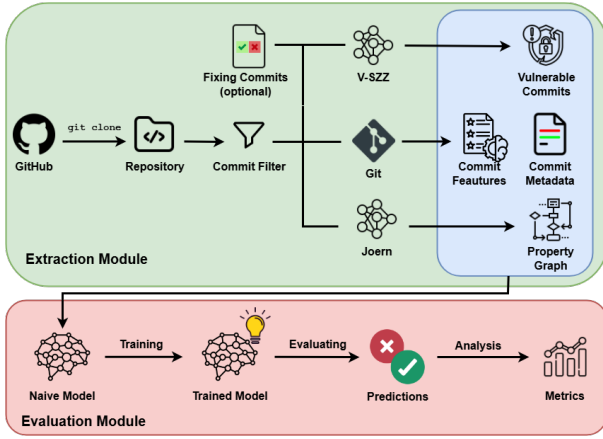 Fixing Commits
(optional)
V-SZZ
Vulnerable
Commits
git clone
GitHub
Repository
Commit Filter
Git
Commit
Feautures
Commit
Metadata
Joern
Property
Graph
Extraction Module
Training
Evaluating
Analysis
Naive Model
Trained Model
Predictions
Metrics
Evaluation Module